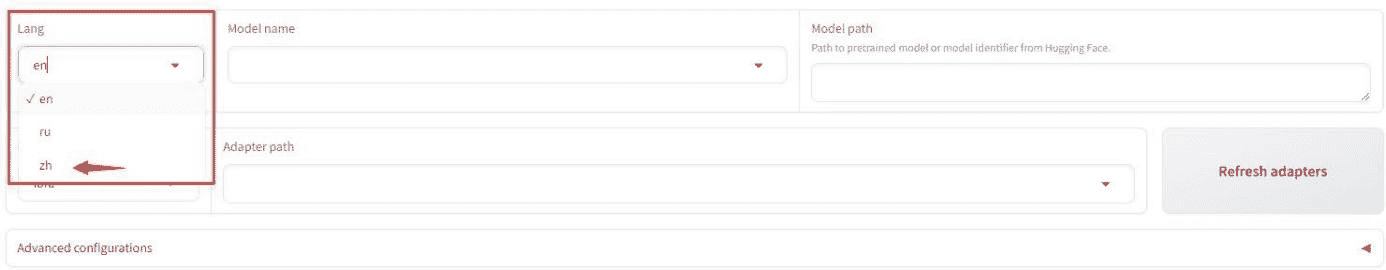 Lang
Model name
Model path
Path to pretrained model or model identifier from Hugging Face.
en
✓ en
ru
zh
Adapter path
Refresh adapters
Advanced configurations